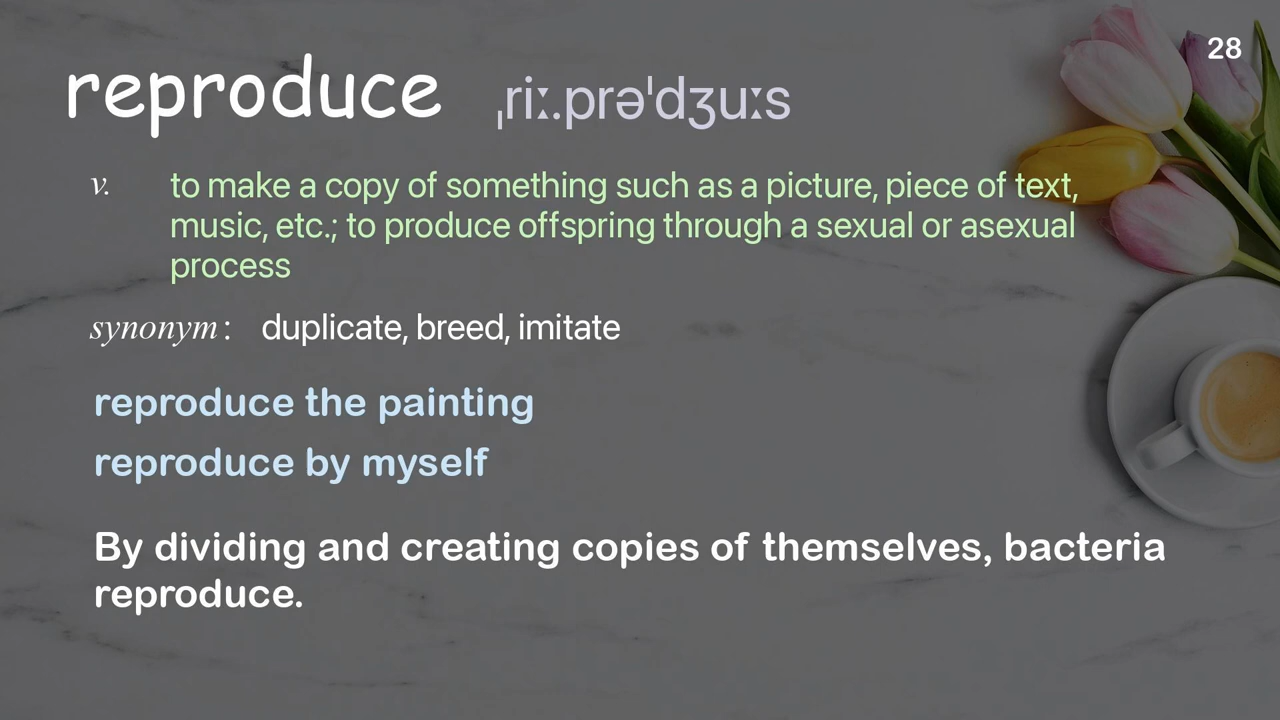 28
reproduce ˌriː.prəˈdʒuːs
v. to make a copy of something such as a picture, piece of text,
music, etc.; to produce offspring through a sexual or asexual
process
synonym : duplicate, breed, imitate
reproduce the painting
reproduce by myself
By dividing and creating copies of themselves, bacteria
reproduce.